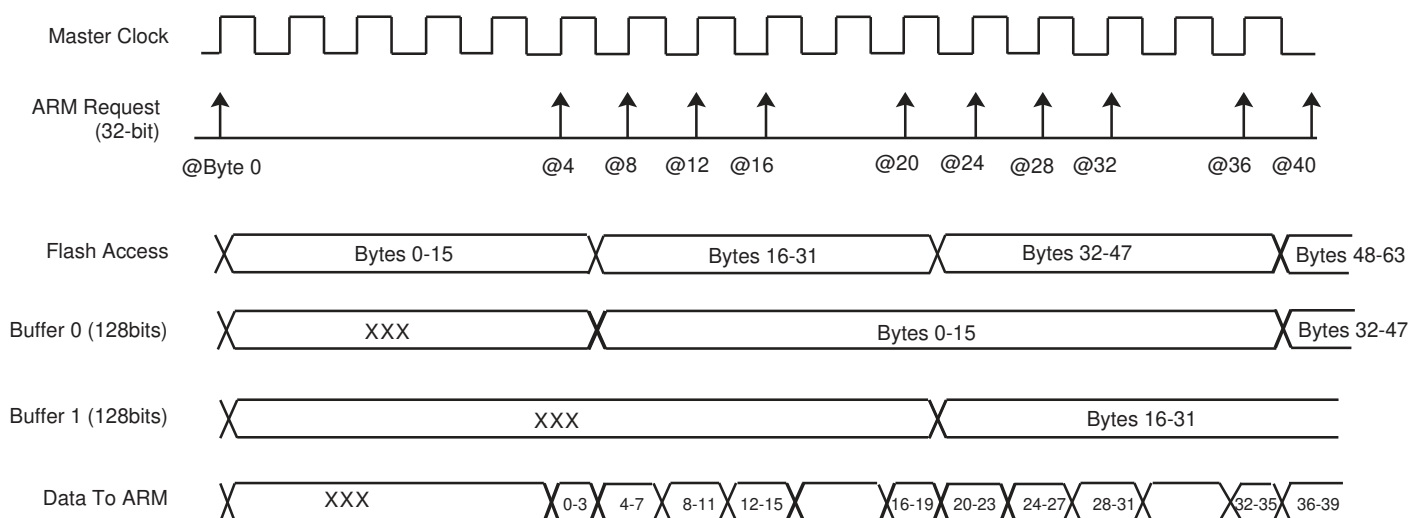 Master Clock
ARM Request
(32-bit)
@Byte 0
@4
@8
@12
@16
@20
@24
@28
@32
@36
@40
Flash Access
Bytes 0-15
Bytes 16-31
Bytes 32-47
Bytes 48-63
Buffer 0 (128bits)
XXX
Bytes 0-15
Bytes 32-47
Buffer 1 (128bits)
XXX
Bytes 16-31
Data To ARM
XXX
0-3
4-7
8-11
12-15
16-19
20-23
24-27
28-31
32-35
36-39